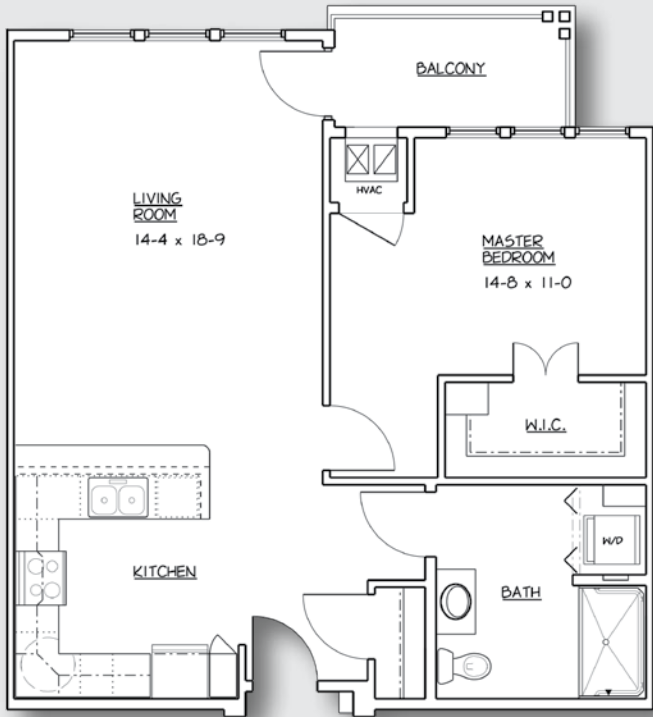 BALCONY
HVAC
LIVING
ROOM
14-4 x 18-9
MASTER
BEDROOM
14-8 x 11-0
W.I.C.
W/D
KITCHEN
BATH